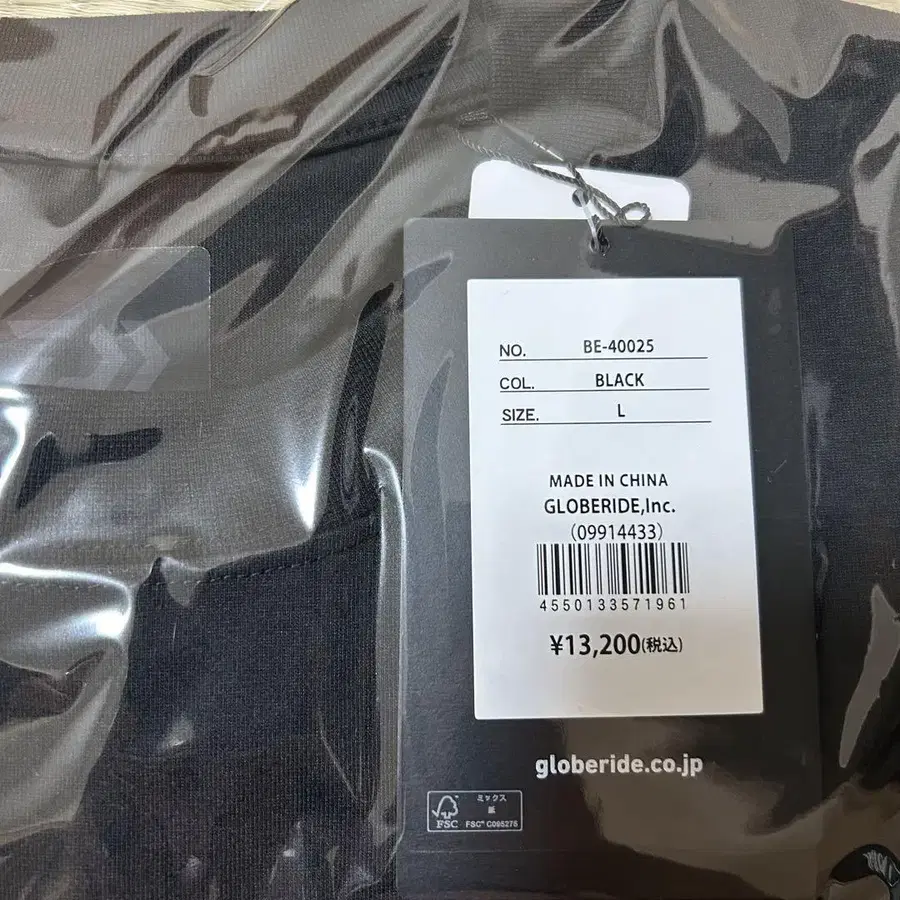 NO. BE-40025
COL. BLACK
SIZE. L
MADE IN CHINA
GLOBERIDE,Inc.
(09914433)
4550133571961
¥13,200(税込)
globeride.co.jp
ミックス
紙
FSC FSC® C095276